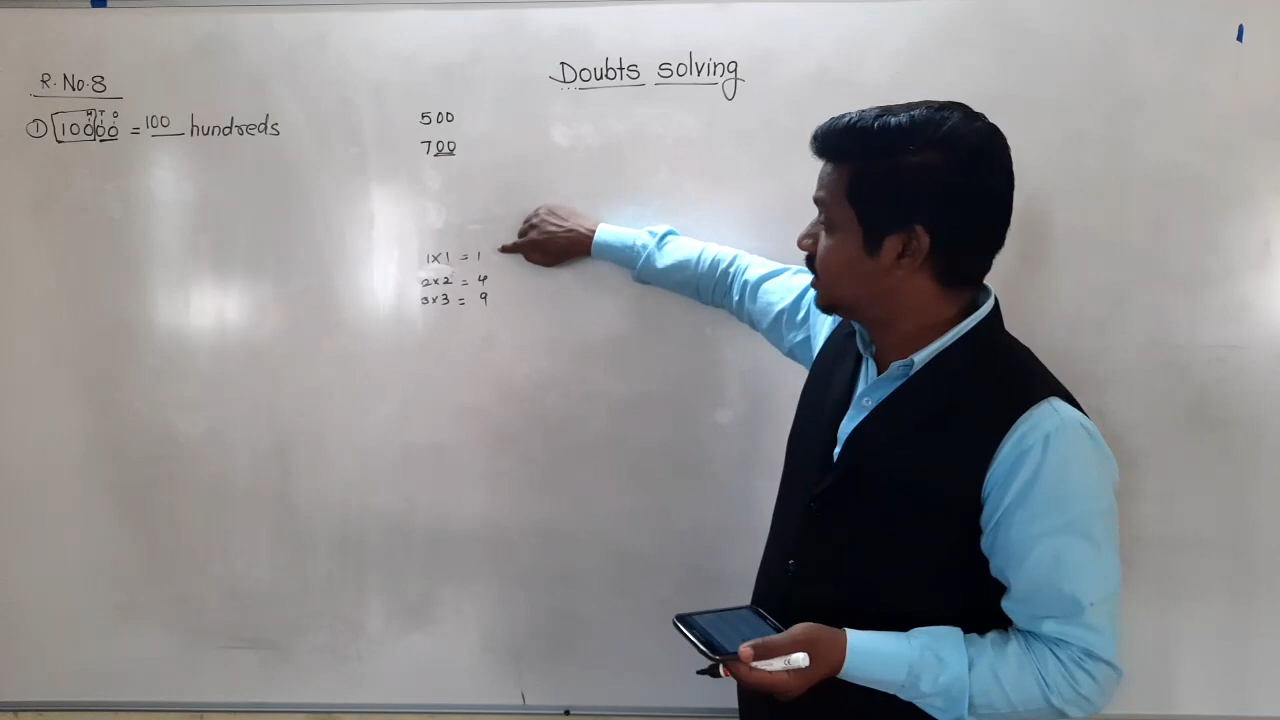 Doubts solving
R. No. 8
H T O
① 10000 = 100 hundreds
500
700
1×1 = 1
2×2 = 4
3×3 = 9